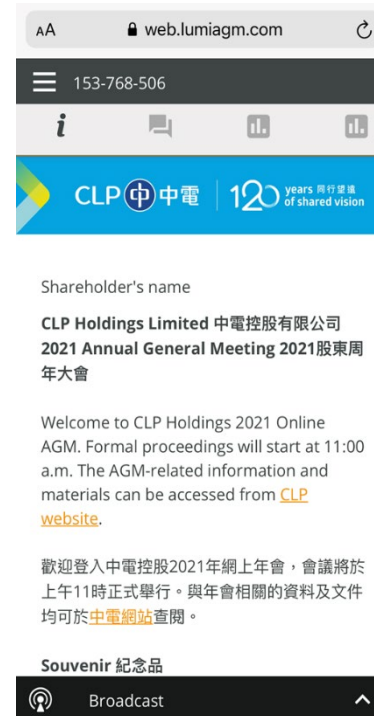 AA web.lumiagm.com
153-768-506
i
CLP 中 中電 120 years 同行望遠
of shared vision
Shareholder's name
CLP Holdings Limited 中電控股有限公司
2021 Annual General Meeting 2021股東周
年大會
Welcome to CLP Holdings 2021 Online
AGM. Formal proceedings will start at 11:00
a.m. The AGM-related information and
materials can be accessed from CLP
website.
歡迎登入中電控股2021年網上年會，會議將於
上午11時正式舉行。與年會相關的資料及文件
均可於中電網站查閱。
Souvenir 紀念品
Broadcast